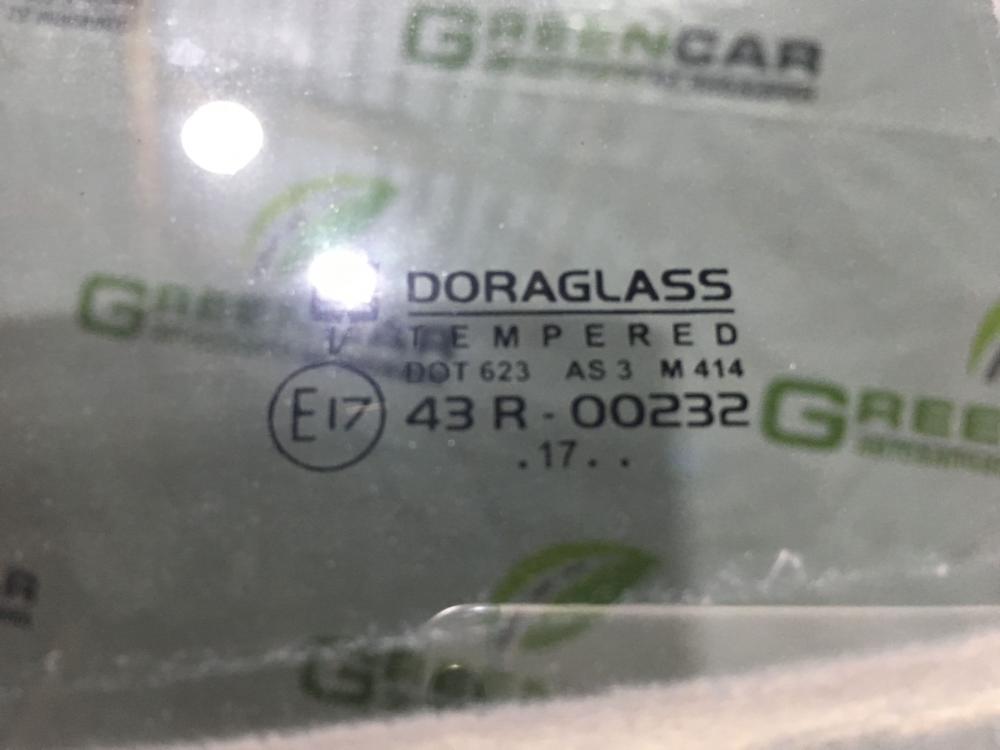 GREENCAR
DORAGLASS
TEMPERED
V
DOT 623 AS 3 M 414
E17
43 R - 00232
.17. .